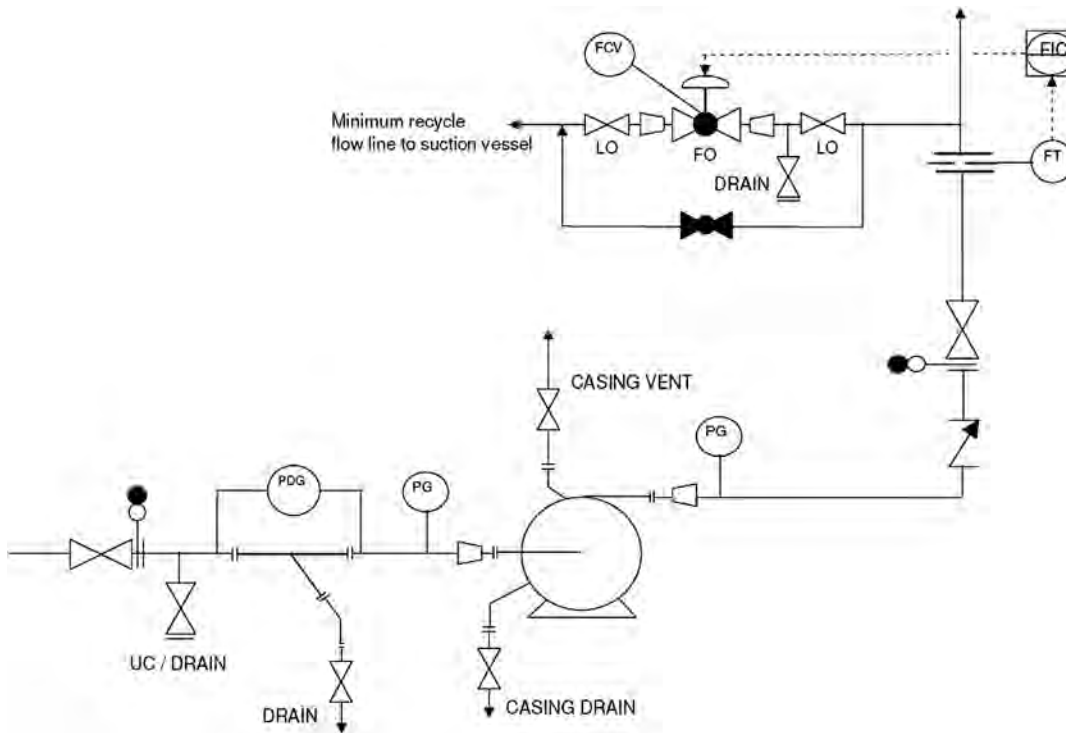 FCV
FIC
Minimum recycle
flow line to suction vessel
LO
FO
LO
FT
DRAIN
CASING VENT
PG
PDG
PG
UC / DRAIN
DRAIN
CASING DRAIN